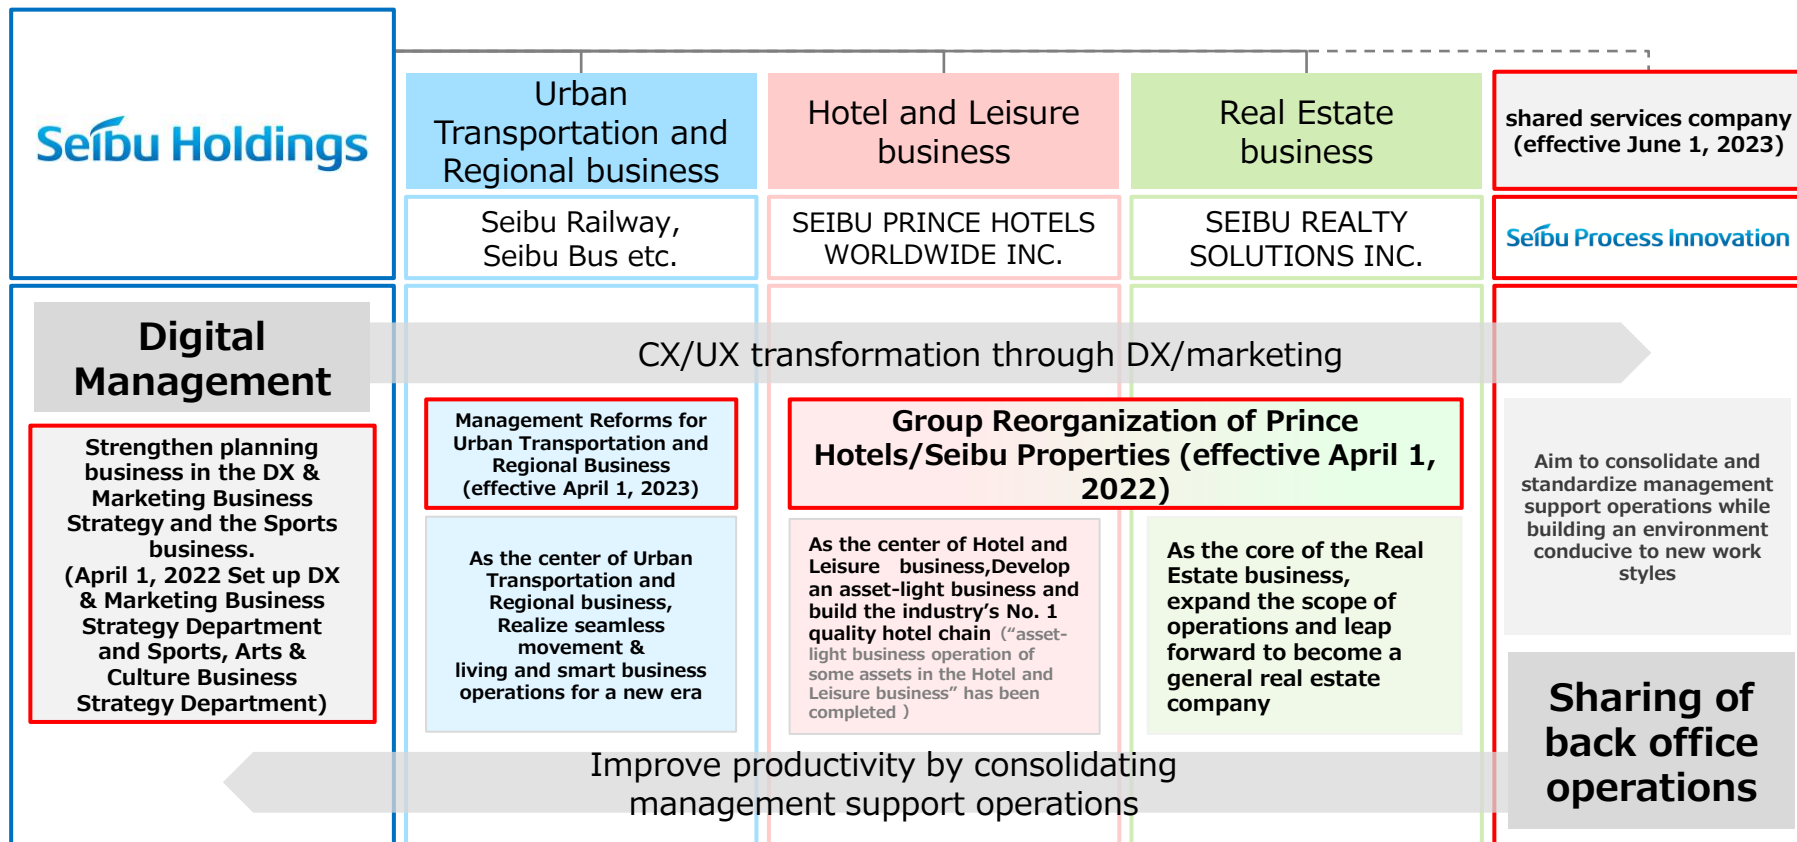 Seibu Holdings
Urban
Transportation and
Regional business
Hotel and Leisure
business
Real Estate
business
shared services company
(effective June 1, 2023)
Seibu Railway,
Seibu Bus etc.
SEIBU PRINCE HOTELS
WORLDWIDE INC.
SEIBU REALTY
SOLUTIONS INC.
Seibu Process Innovation
Digital
Management
CX/UX transformation through DX/marketing
Strengthen planning
business in the DX &
Marketing Business
Strategy and the Sports
business.
(April 1, 2022 Set up DX
& Marketing Business
Strategy Department
and Sports, Arts &
Culture Business
Strategy Department)
Management Reforms for
Urban Transportation and
Regional Business
(effective April 1, 2023)
As the center of Urban
Transportation and
Regional business,
Realize seamless
movement &
living and smart business
operations for a new era
Group Reorganization of Prince
Hotels/Seibu Properties (effective April 1,
2022)
As the center of Hotel and
Leisure business,Develop
an asset-light business and
build the industry’s No. 1
quality hotel chain (“asset-
light business operation of
some assets in the Hotel and
Leisure business” has been
completed )
As the core of the Real
Estate business,
expand the scope of
operations and leap
forward to become a
general real estate
company
Aim to consolidate and
standardize management
support operations while
building an environment
conducive to new work
styles
Sharing of
back office
operations
Improve productivity by consolidating
management support operations